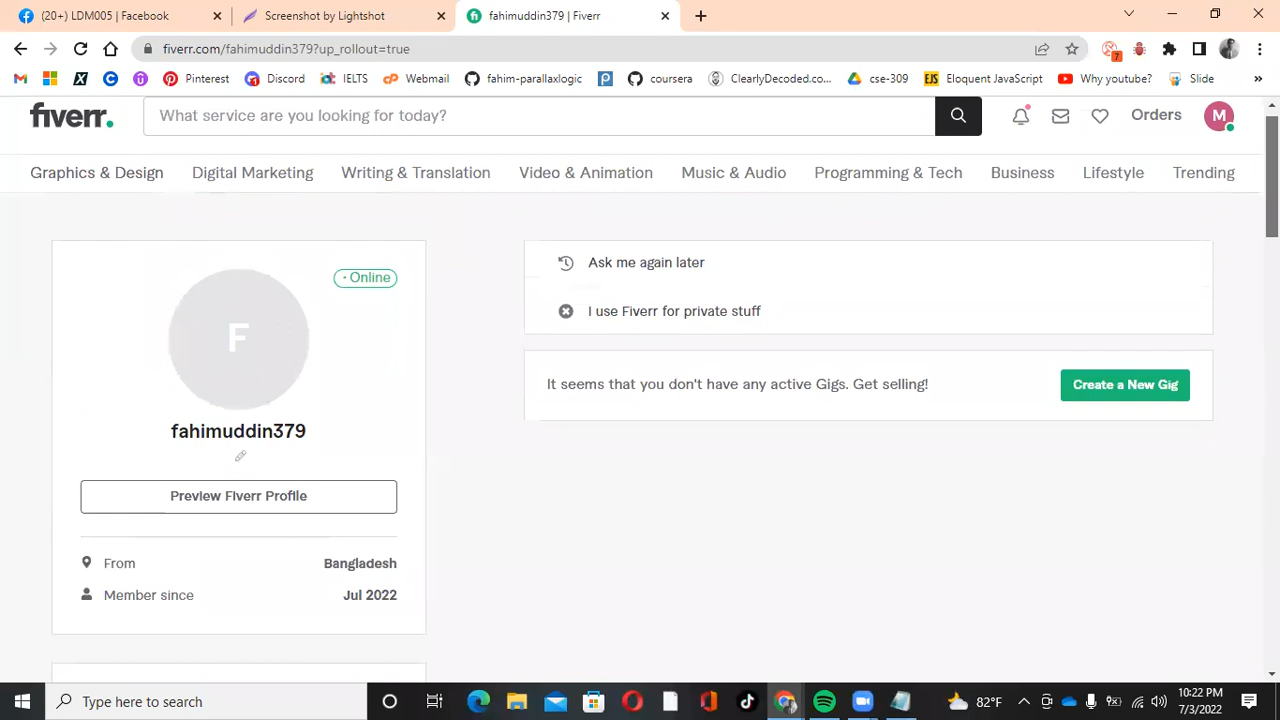 (20+) LDM005 | Facebook
Screenshot by Lightshot
fahimuddin379 | Fiverr
fiverr.com/fahimuddin379?up_rollout=true
7
Pinterest
Discord
IELTS
Webmail
fahim-parallaxlogic
coursera
ClearlyDecoded.co...
cse-309
EJS
Eloquent JavaScript
Why youtube?
Slide
»
fiverr.
What service are you looking for today?
Orders
M
Graphics & Design
Digital Marketing
Writing & Translation
Video & Animation
Music & Audio
Programming & Tech
Business
Lifestyle
Trending
Online
F
fahimuddin379
Preview Fiverr Profile
From
Bangladesh
Member since
Jul 2022
Ask me again later
I use Fiverr for private stuff
It seems that you don't have any active Gigs. Get selling!
Create a New Gig
Type here to search
82°F
10:22 PM
7/3/2022